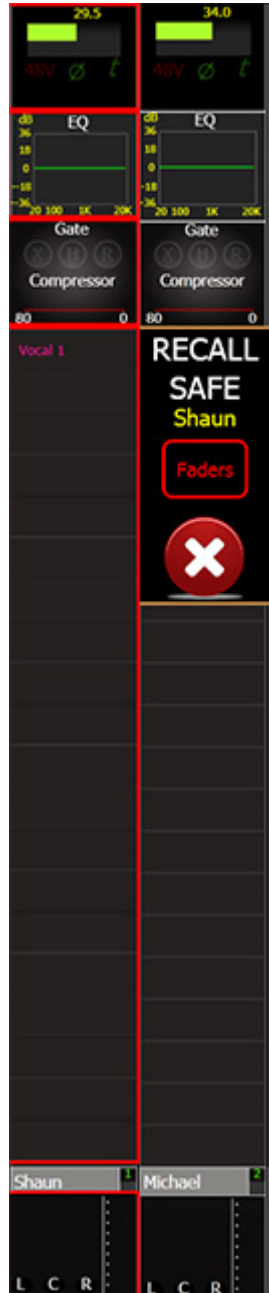 29.5 34.0
48V Ø t 48V Ø t
dB EQ dB EQ
36 36
18 18
0 0
-18 -18
-36 -36
20 100 1K 20K 20 100 1K 20K
Gate Gate
X H R X H R
Compressor Compressor
80 0 80 0
Vocal 1
RECALL
SAFE
Shaun
Faders
Shaun 1 Michael 2
L C R L C R